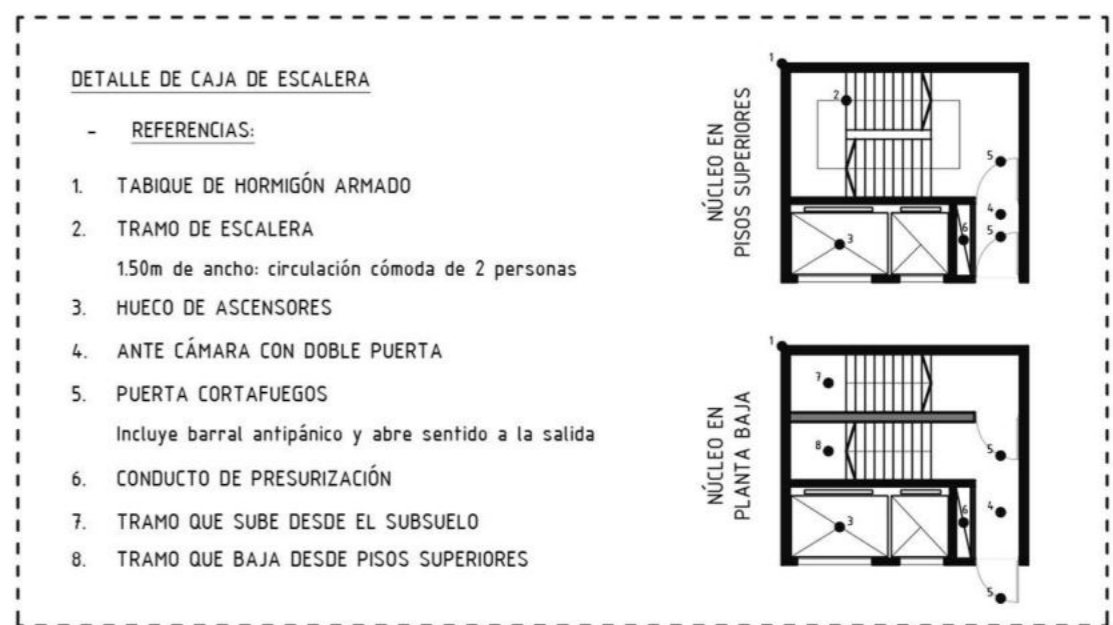 DETALLE DE CAJA DE ESCALERA
- REFERENCIAS:
1. TABIQUE DE HORMIGÓN ARMADO
2. TRAMO DE ESCALERA
1.50m de ancho: circulación cómoda de 2 personas
3. HUECO DE ASCENSORES
4. ANTE CÁMARA CON DOBLE PUERTA
5. PUERTA CORTAFUEGOS
Incluye barral antipánico y abre sentido a la salida
6. CONDUCTO DE PRESURIZACIÓN
7. TRAMO QUE SUBE DESDE EL SUBSUELO
8. TRAMO QUE BAJA DESDE PISOS SUPERIORES
NÚCLEO EN
PISOS SUPERIORES
1
2
5
4
5
6
3
NÚCLEO EN
PLANTA BAJA
1
7
8
5
4
6
3
5